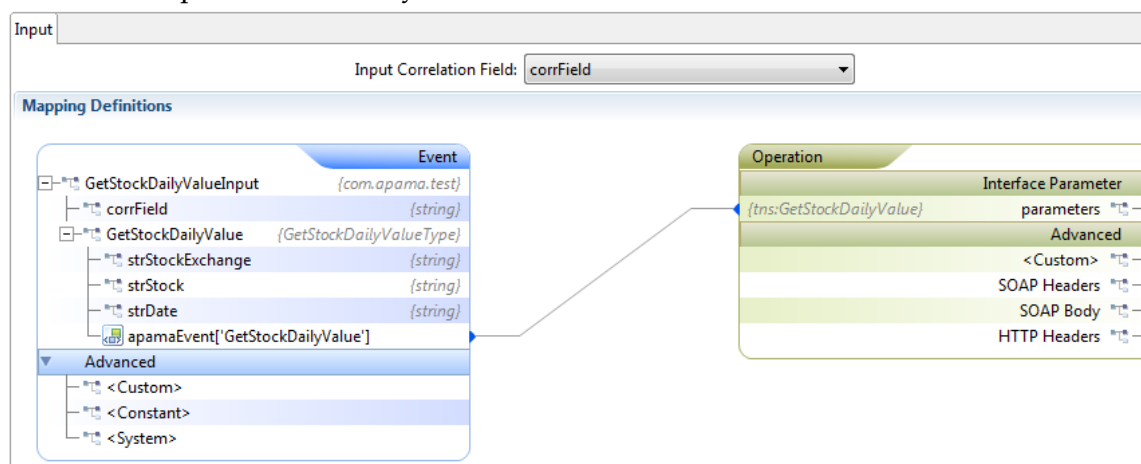 Input
Input Correlation Field: corrField
Mapping Definitions
Event
GetStockDailyValueInput {com.apama.test}
corrField {string}
GetStockDailyValue {GetStockDailyValueType}
strStockExchange {string}
strStock {string}
strDate {string}
apamaEvent['GetStockDailyValue']
Advanced
<Custom>
<Constant>
<System>
Operation
Interface Parameter
{tns:GetStockDailyValue} parameters
Advanced
<Custom>
SOAP Headers
SOAP Body
HTTP Headers